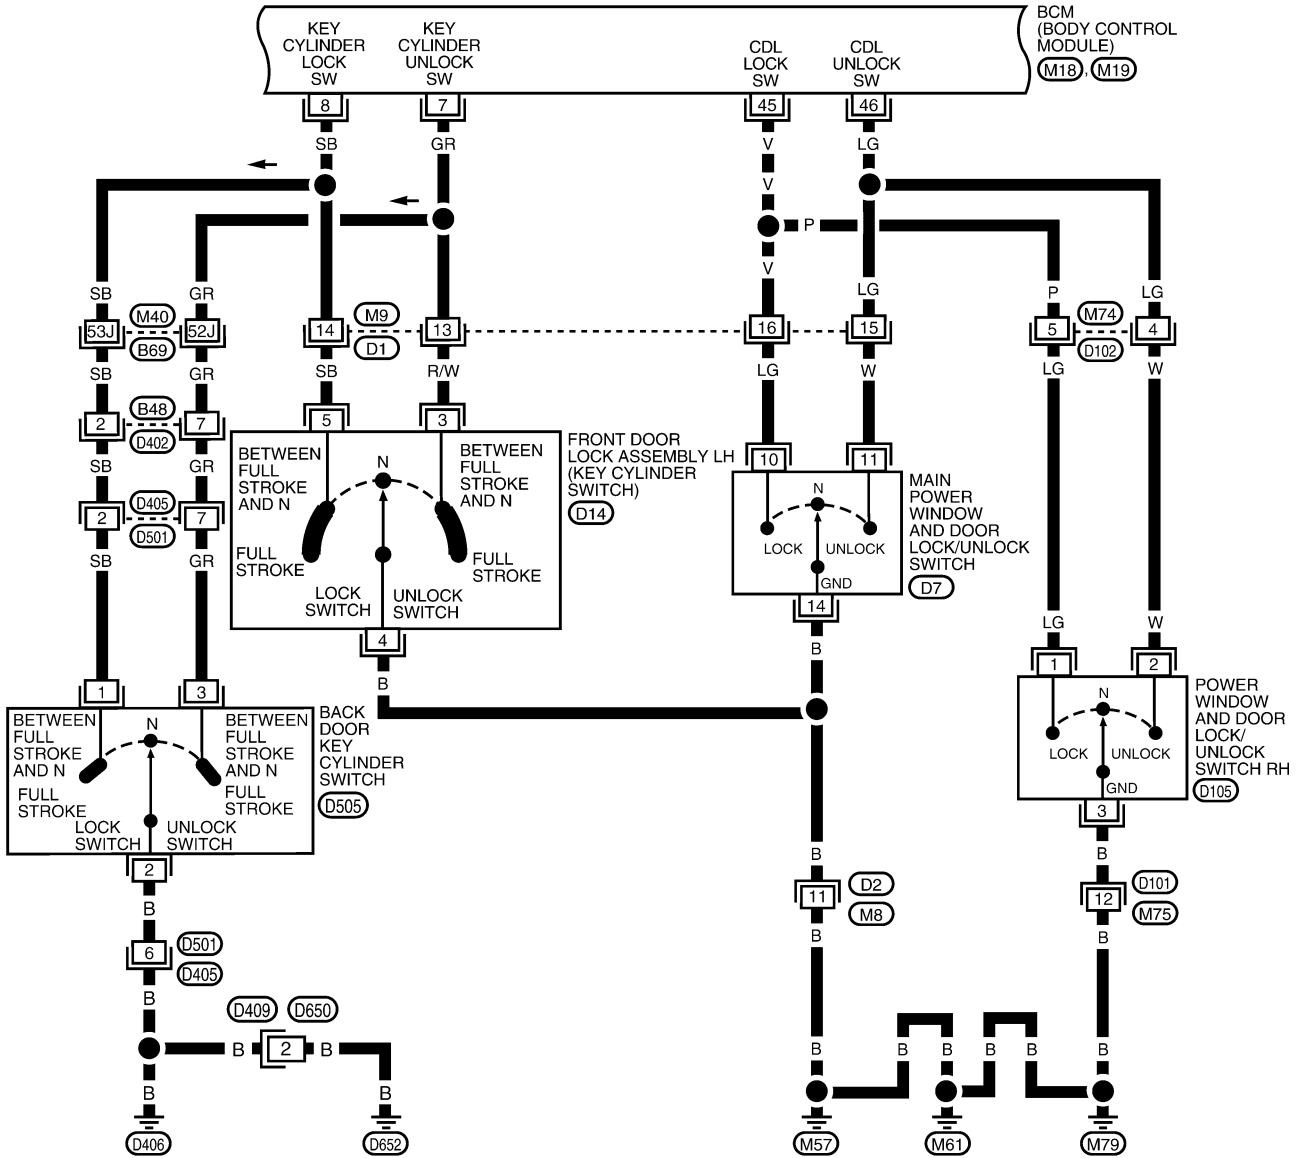 BCM
(BODY CONTROL
MODULE)
M18 , M19
KEY
CYLINDER
LOCK
SW
KEY
CYLINDER
UNLOCK
SW
CDL
LOCK
SW
CDL
UNLOCK
SW
8
7
45
46
SB
GR
V
LG
V
P
V
LG
SB
GR
P
LG
53J
M40
B69
52J
14
M9
D1
13
16
15
5
M74
D102
4
SB
GR
SB
R/W
LG
W
LG
W
2
B48
D402
7
5
3
SB
GR
10
11
2
D405
D501
7
SB
GR
BETWEEN
FULL
STROKE
AND N
N
BETWEEN
FULL
STROKE
AND N
FULL
STROKE
FULL
STROKE
LOCK
SWITCH
UNLOCK
SWITCH
4
B
FRONT DOOR
LOCK ASSEMBLY LH
(KEY CYLINDER
SWITCH)
D14
N
LOCK
UNLOCK
GND
14
B
MAIN
POWER
WINDOW
AND DOOR
LOCK/UNLOCK
SWITCH
D7
LG
W
1
2
N
LOCK
UNLOCK
GND
3
B
POWER
WINDOW
AND DOOR
LOCK/
UNLOCK
SWITCH RH
D105
1
3
BETWEEN
FULL
STROKE
AND N
N
BETWEEN
FULL
STROKE
AND N
FULL
STROKE
FULL
STROKE
LOCK
SWITCH
UNLOCK
SWITCH
2
BACK
DOOR
KEY
CYLINDER
SWITCH
D505
B
6
D501
D405
B
D409
D650
B
2
B
B
B
D406
D652
B
11
D2
M8
B
12
D101
M75
B
B
B
B
B
B
B
M57
M61
M79